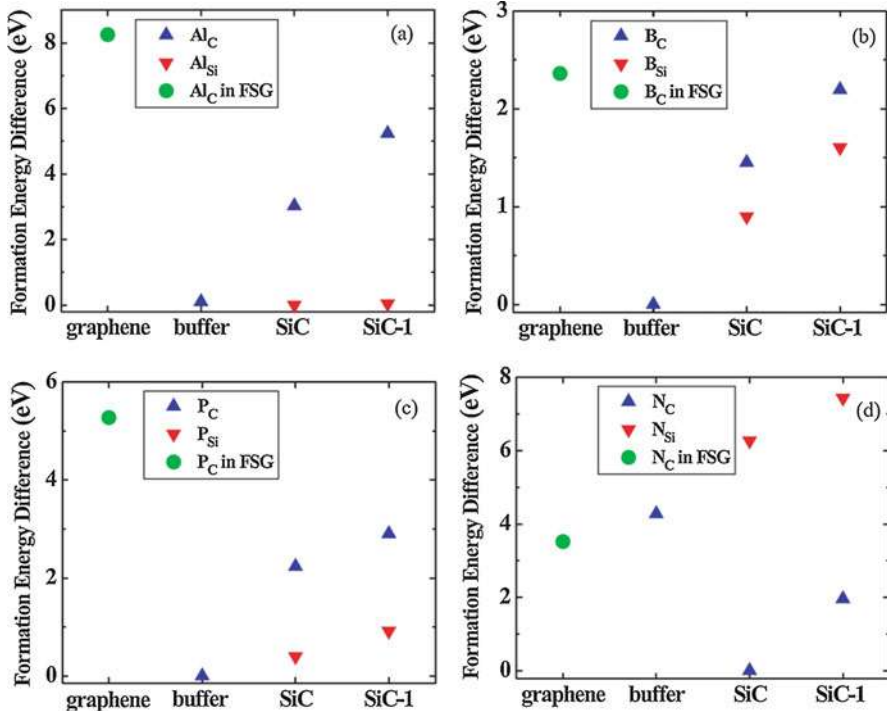 Formation Energy Difference (eV)
8
6
4
2
0
Al_C
Al_Si
Al_C in FSG
(a)
graphene buffer SiC SiC-1
Formation Energy Difference (eV)
3
2
1
0
B_C
B_Si
B_C in FSG
(b)
graphene buffer SiC SiC-1
Formation Energy Difference (eV)
6
4
2
0
P_C
P_Si
P_C in FSG
(c)
graphene buffer SiC SiC-1
Formation Energy Difference (eV)
8
6
4
2
0
N_C
N_Si
N_C in FSG
(d)
graphene buffer SiC SiC-1